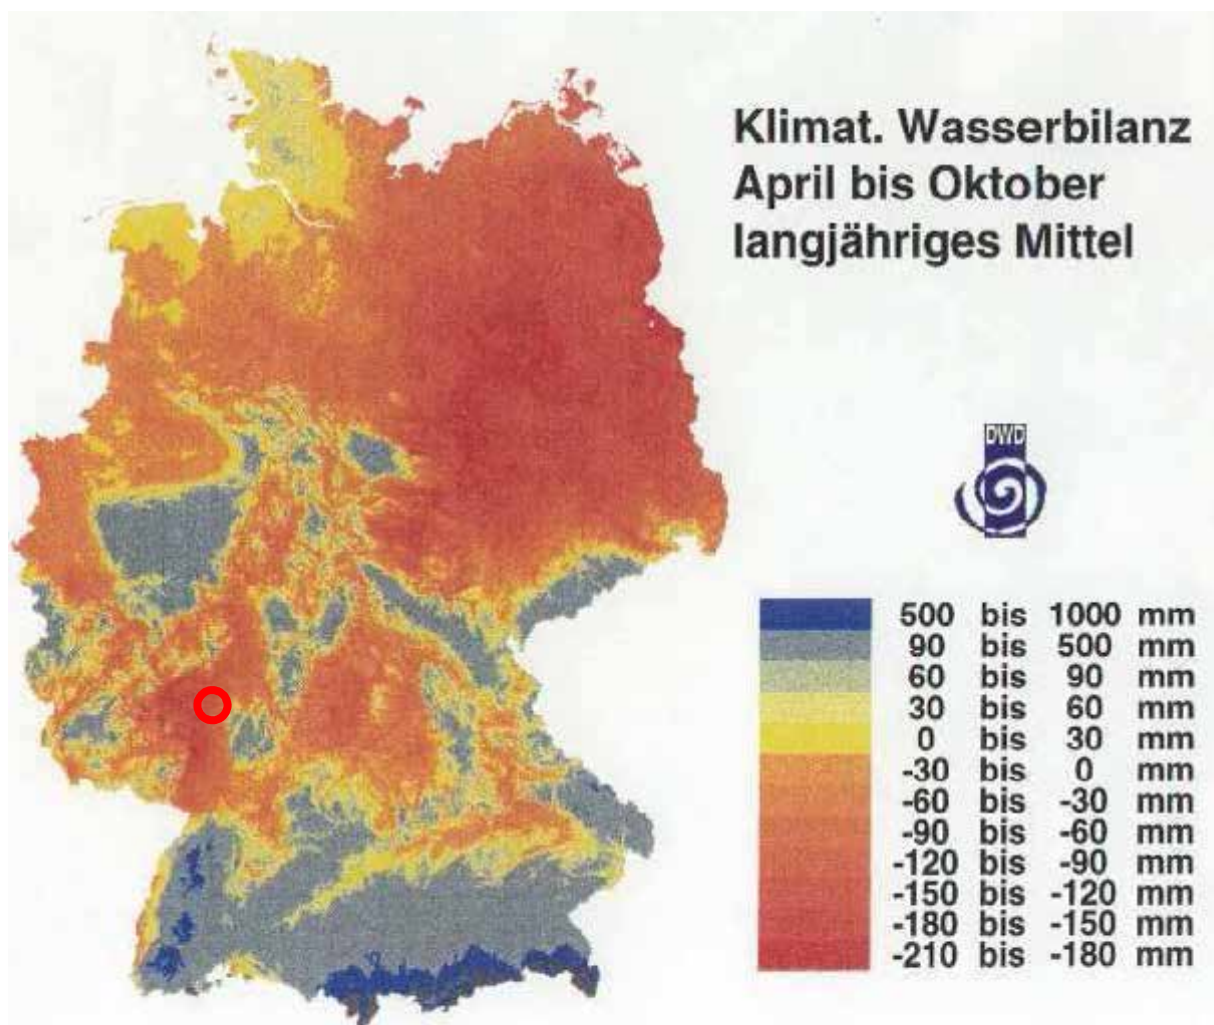 Klimat. Wasserbilanz
April bis Oktober
langjähriges Mittel
DWD
500 bis 1000 mm
90 bis 500 mm
60 bis 90 mm
30 bis 60 mm
0 bis 30 mm
-30 bis 0 mm
-60 bis -30 mm
-90 bis -60 mm
-120 bis -90 mm
-150 bis -120 mm
-180 bis -150 mm
-210 bis -180 mm